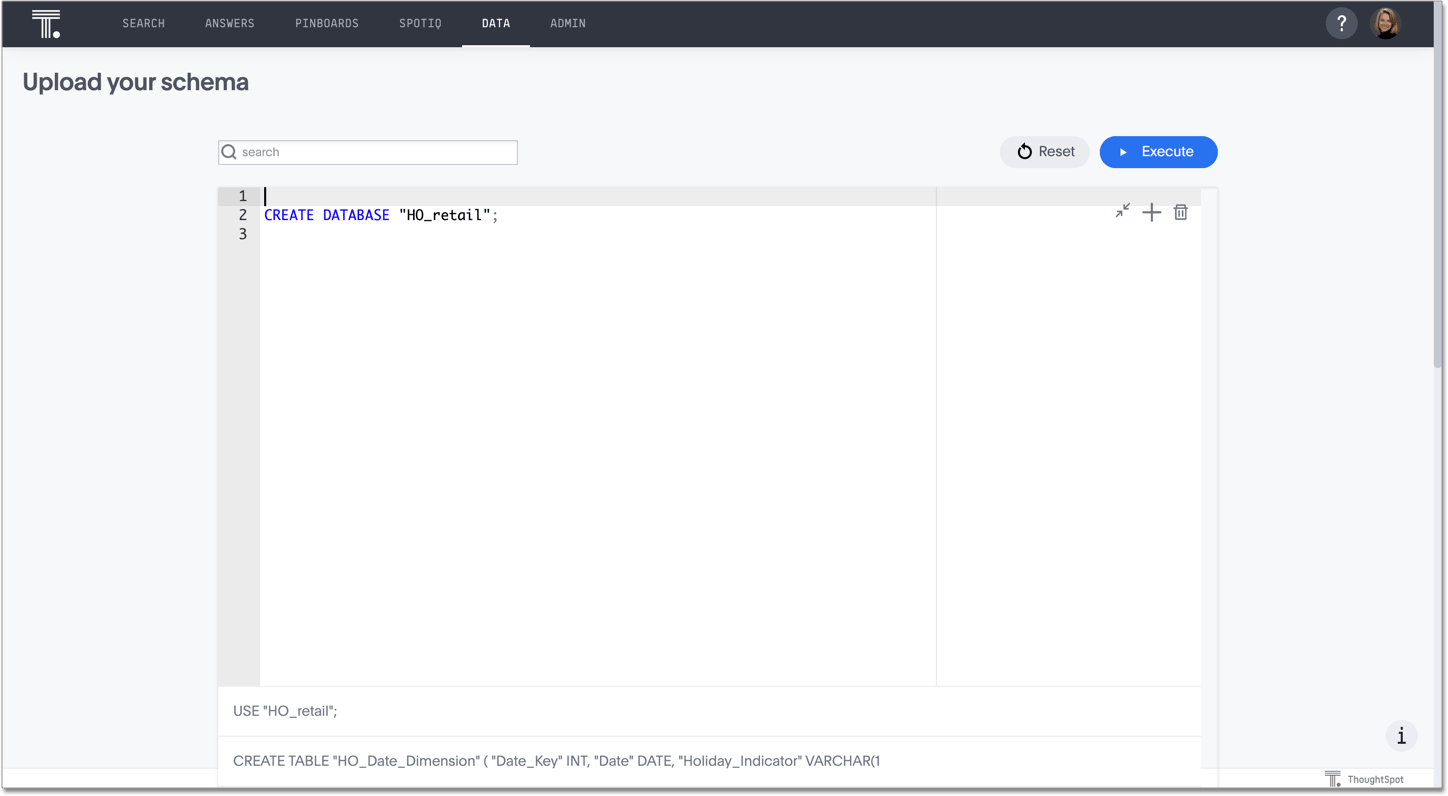 T. SEARCH ANSWERS PINBOARDS SPOTIQ DATA ADMIN ?
Upload your schema
search Reset Execute
1
2 CREATE DATABASE "HO_retail";
3
USE "HO_retail";
CREATE TABLE "HO_Date_Dimension" ( "Date_Key" INT, "Date" DATE, "Holiday_Indicator" VARCHAR(1
i
T. ThoughtSpot